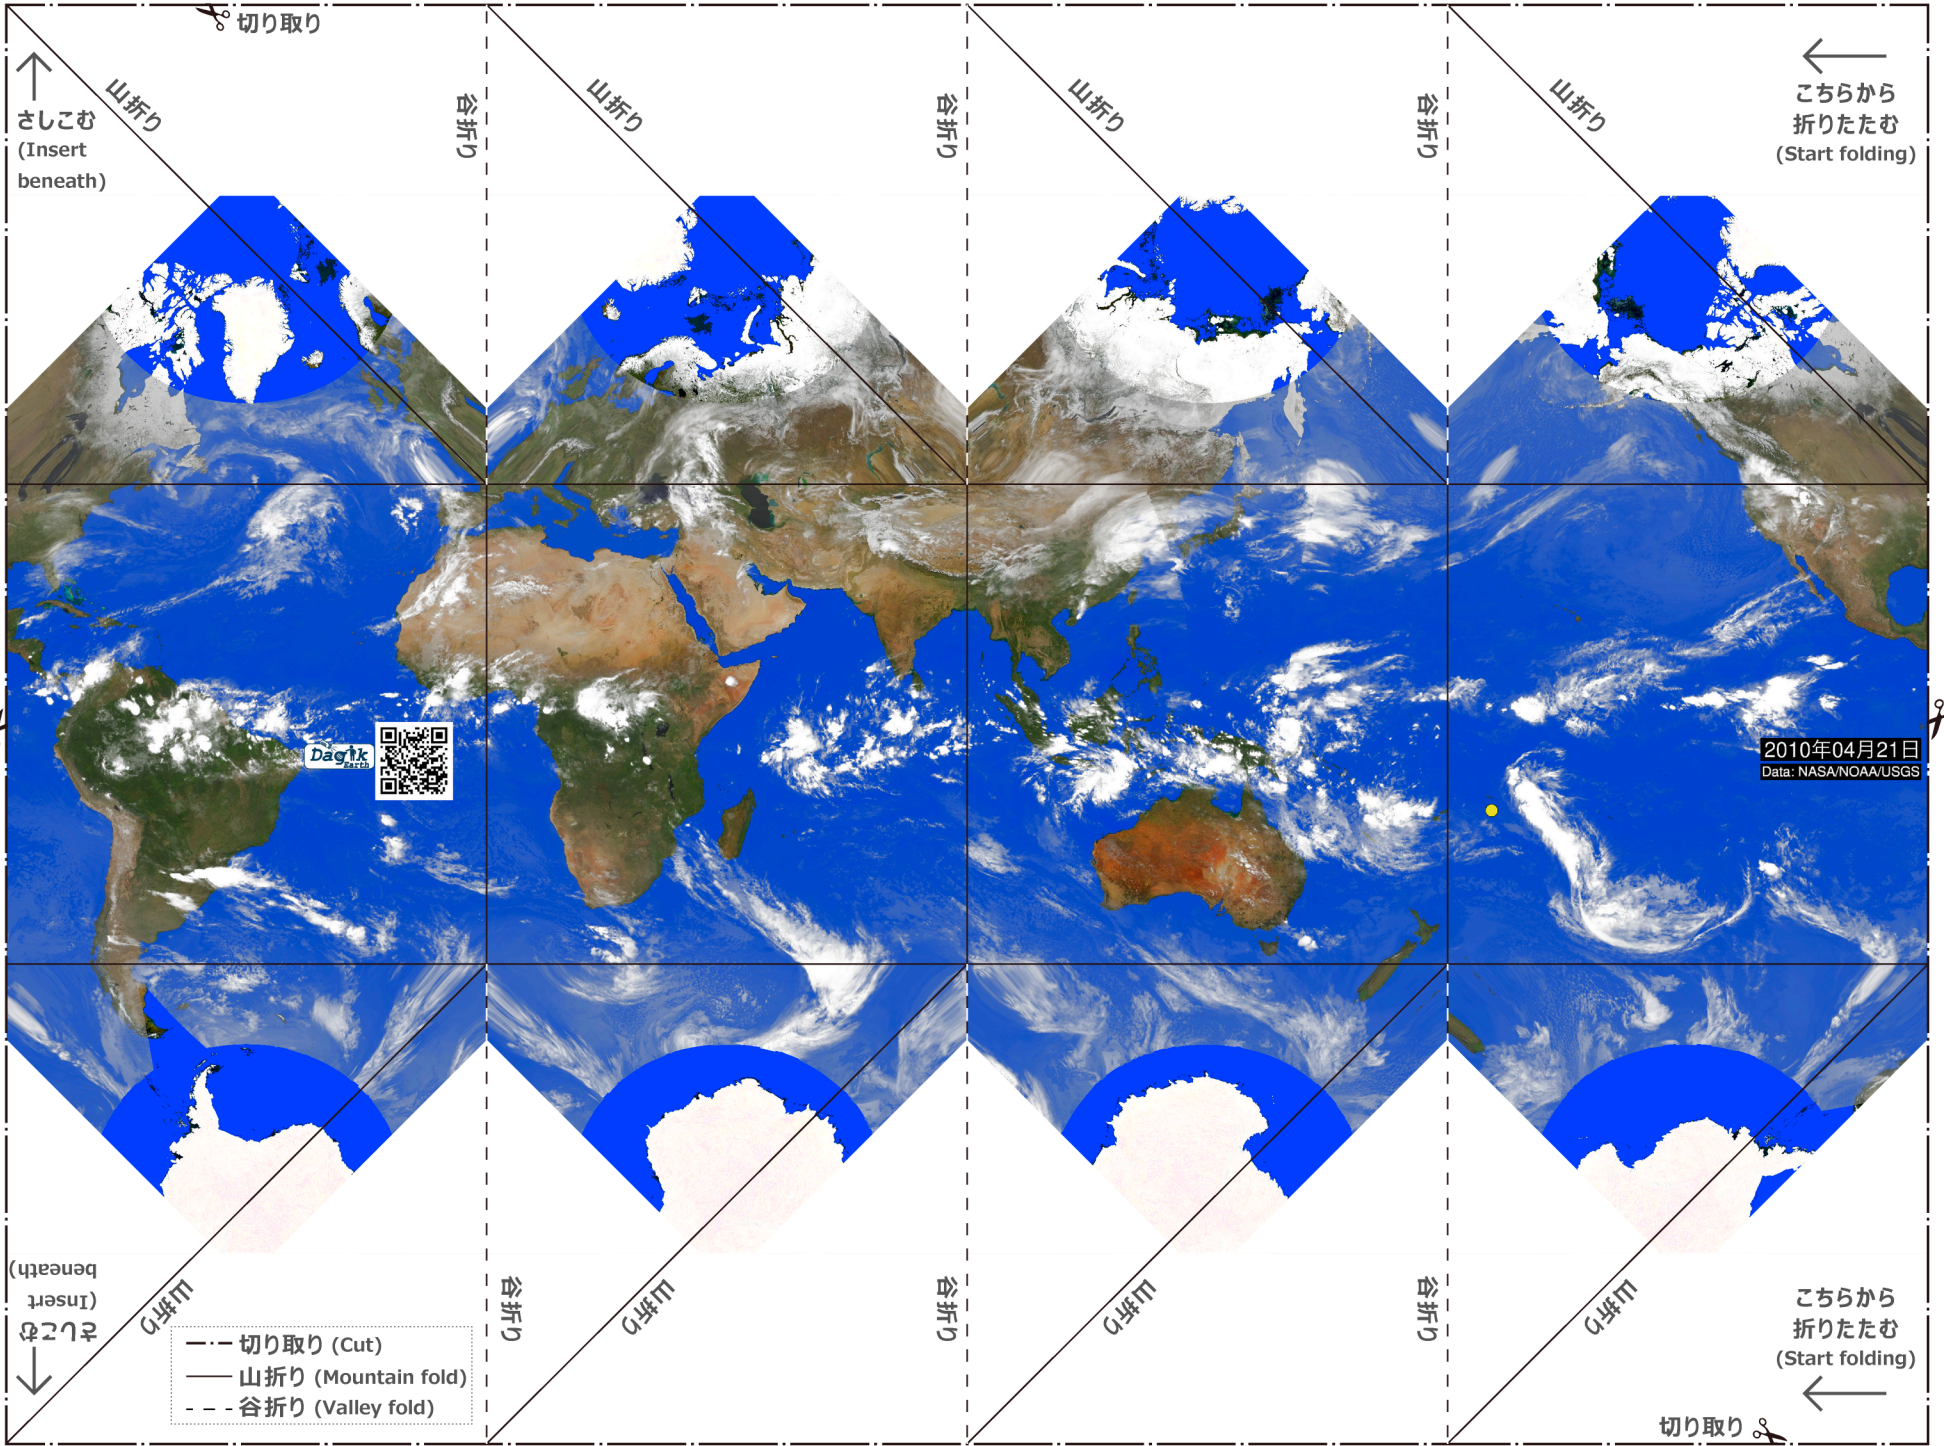 切り取り
山折り
谷折り
山折り
谷折り
山折り
谷折り
山折り
さしこむ
(Insert
beneath)
こちらから
折りたたむ
(Start folding)
Dagik
Earth
2010年04月21日
Data: NASA/NOAA/USGS
さしこむ
(Insert
beneath)
山折り
谷折り
山折り
谷折り
山折り
谷折り
山折り
切り取り (Cut)
山折り (Mountain fold)
谷折り (Valley fold)
こちらから
折りたたむ
(Start folding)
切り取り